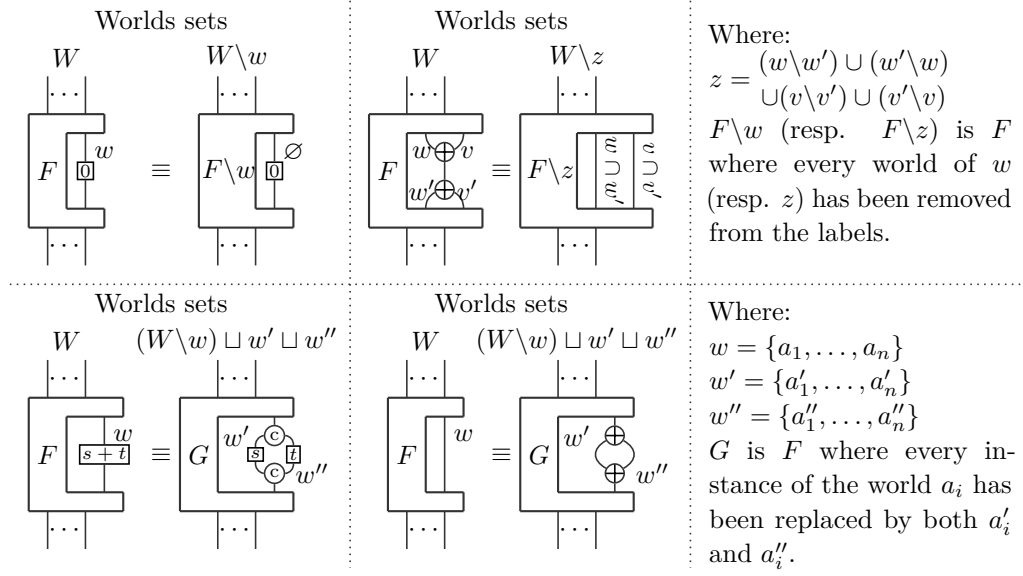 Worlds sets
W
W\w
. . .
. . .
F
w
0
≡
F\w
∅
0
. . .
. . .
Worlds sets
W
W\z
. . .
. . .
F
w
v
w′
v′
≡
F\z
. . .
. . .
Where:
z = (w\w′) ∪ (w′\w)
∪(v\v′) ∪ (v′\v)
F\w (resp. F\z) is F
where every world of w
(resp. z) has been removed
from the labels.
Worlds sets
W
(W\w) ⊔ w′ ⊔ w′′
. . .
. . .
F
w
s + t
≡
G
w′
c
s
t
c
w′′
. . .
. . .
Worlds sets
W
(W\w) ⊔ w′ ⊔ w′′
. . .
. . .
F
w
≡
G
w′
w′′
. . .
. . .
Where:
w = {a₁, . . . , aₙ}
w′ = {a′₁, . . . , a′ₙ}
w′′ = {a′′₁, . . . , a′′ₙ}
G is F where every in-
stance of the world aᵢ has
been replaced by both a′ᵢ
and a′′ᵢ.